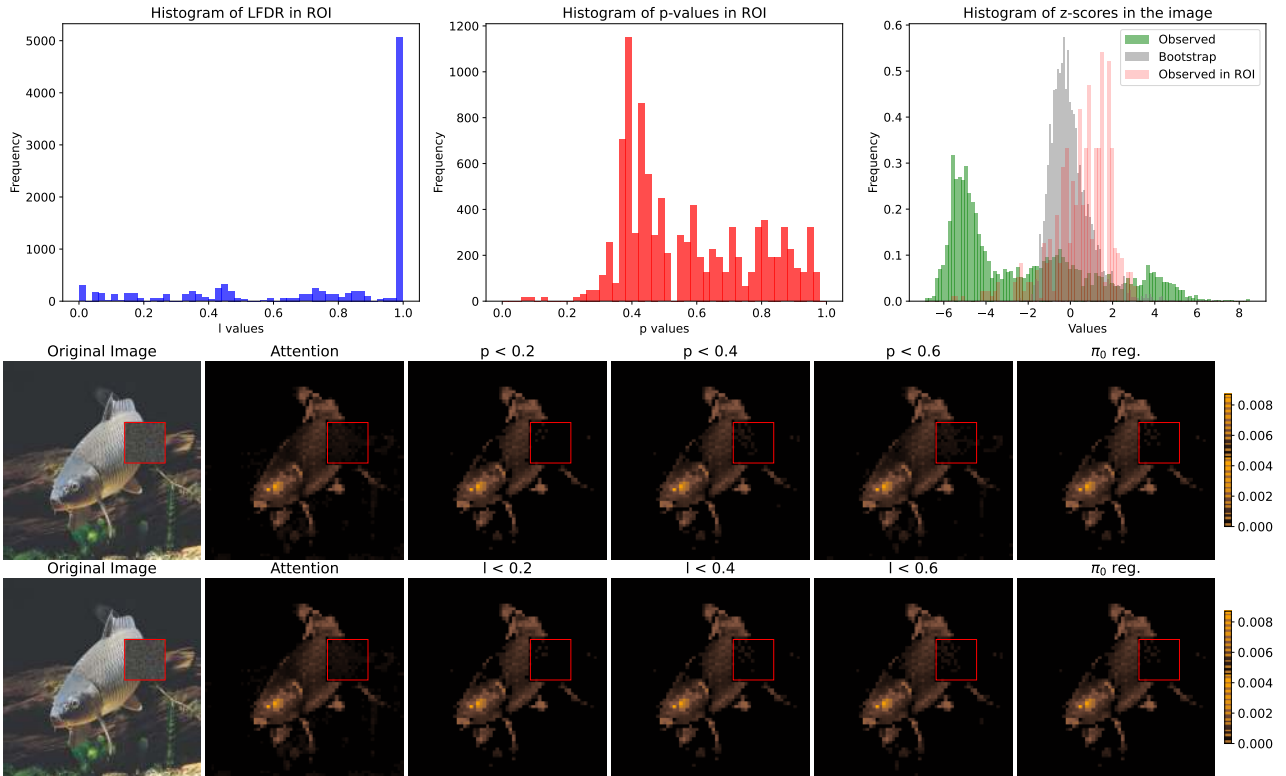 Histogram of LFDR in ROI
Frequency
5000
4000
3000
2000
1000
0
0.0 0.2 0.4 0.6 0.8 1.0
l values
Histogram of p-values in ROI
Frequency
1200
1000
800
600
400
200
0
0.0 0.2 0.4 0.6 0.8 1.0
p values
Histogram of z-scores in the image
Frequency
0.6
0.5
0.4
0.3
0.2
0.1
0.0
−6 −4 −2 0 2 4 6 8
Values
Observed
Bootstrap
Observed in ROI
Original Image Attention p < 0.2 p < 0.4 p < 0.6 π₀ reg.
0.008
0.006
0.004
0.002
0.000
Original Image Attention l < 0.2 l < 0.4 l < 0.6 π₀ reg.
0.008
0.006
0.004
0.002
0.000